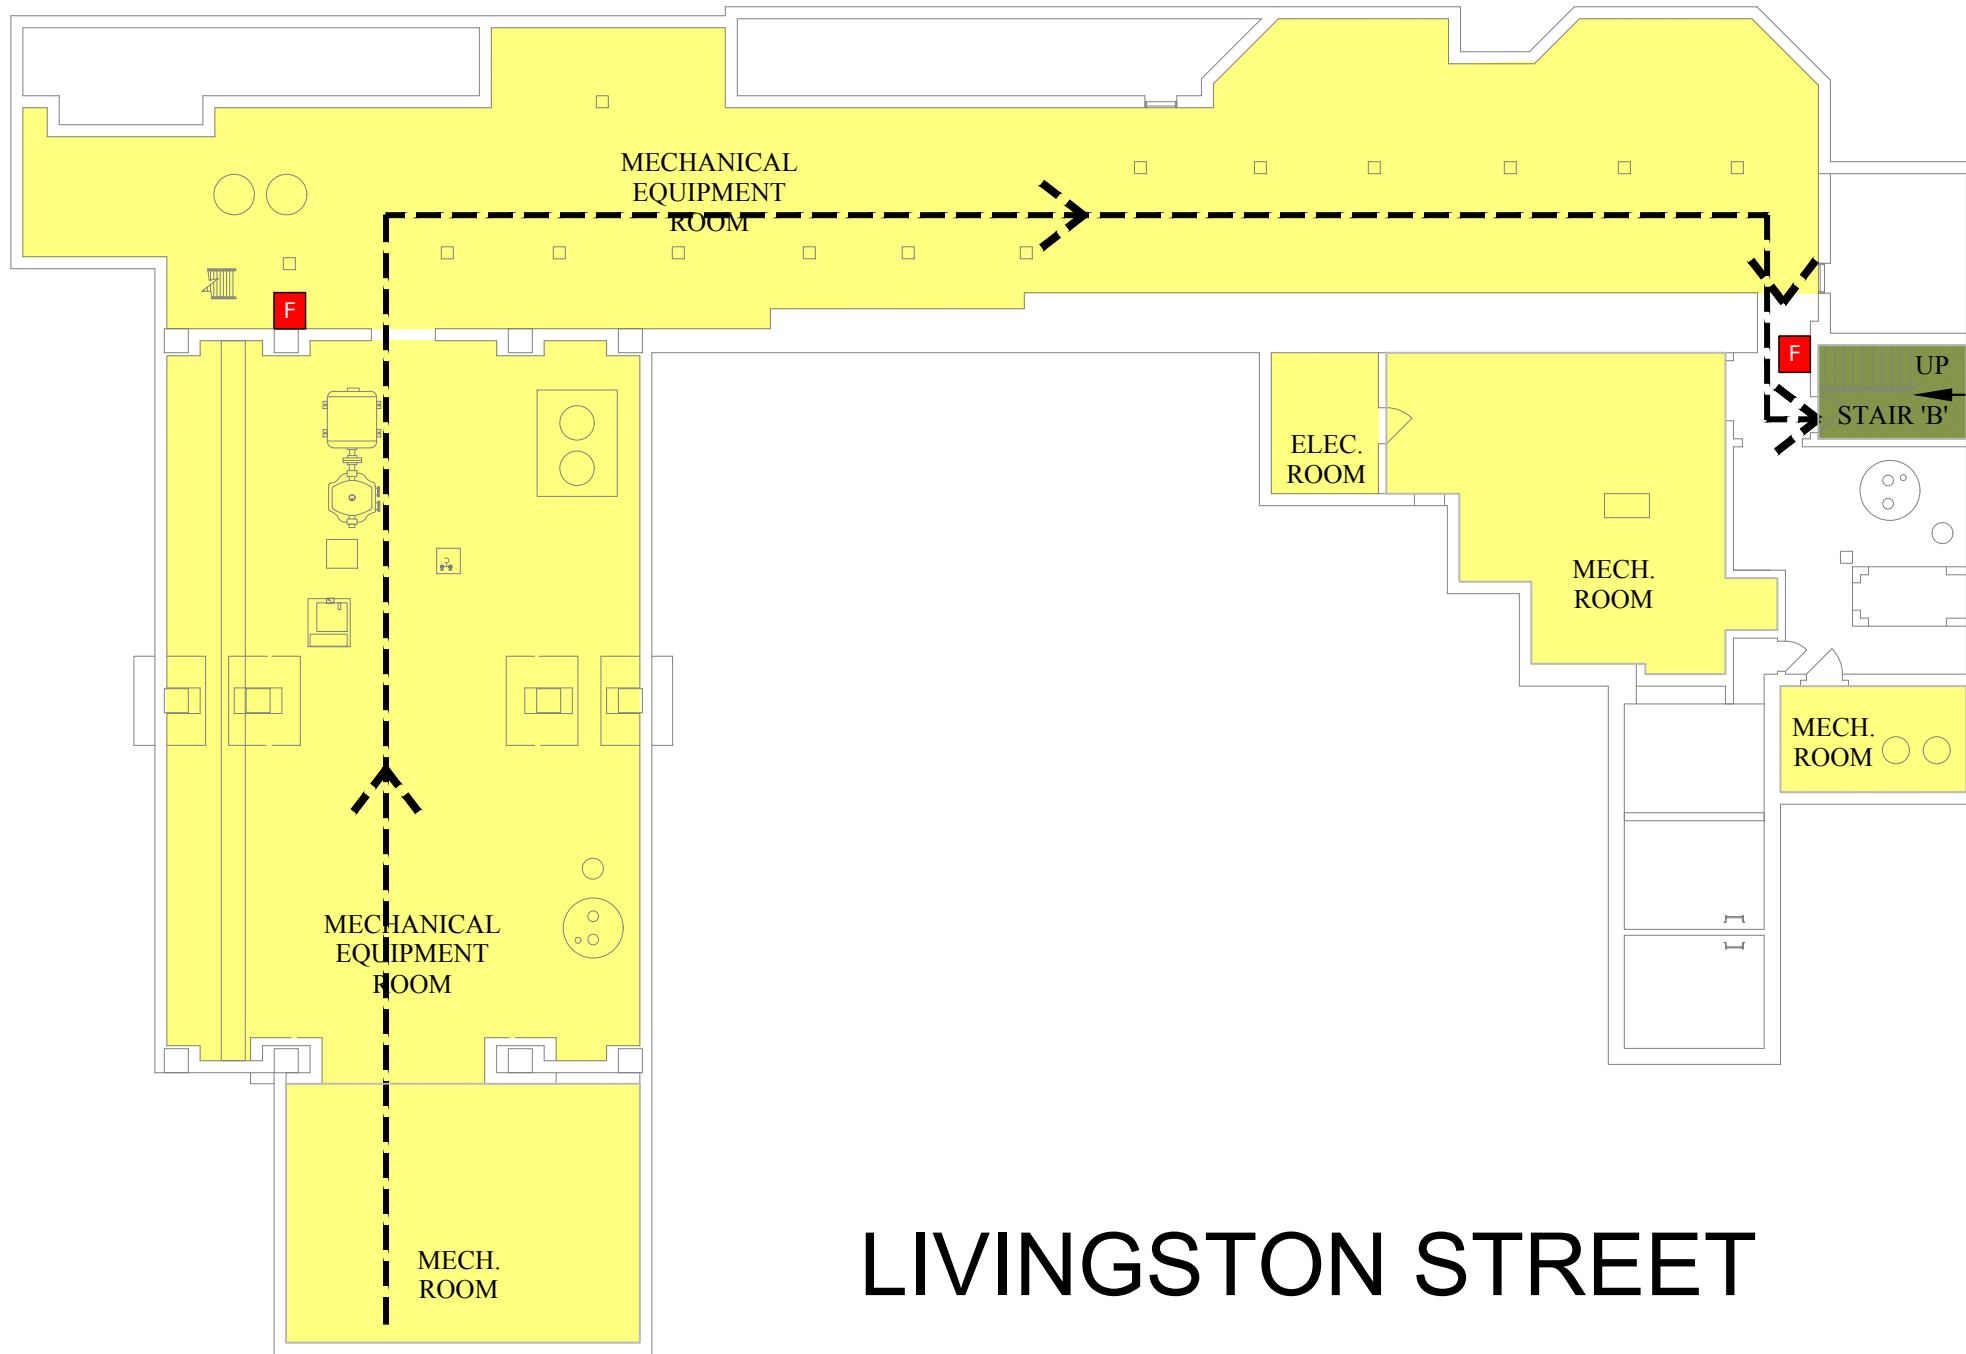 MECHANICAL
EQUIPMENT
ROOM
F
F
UP
STAIR 'B'
ELEC.
ROOM
MECH.
ROOM
MECH.
ROOM
MECHANICAL
EQUIPMENT
ROOM
MECH.
ROOM
LIVINGSTON STREET